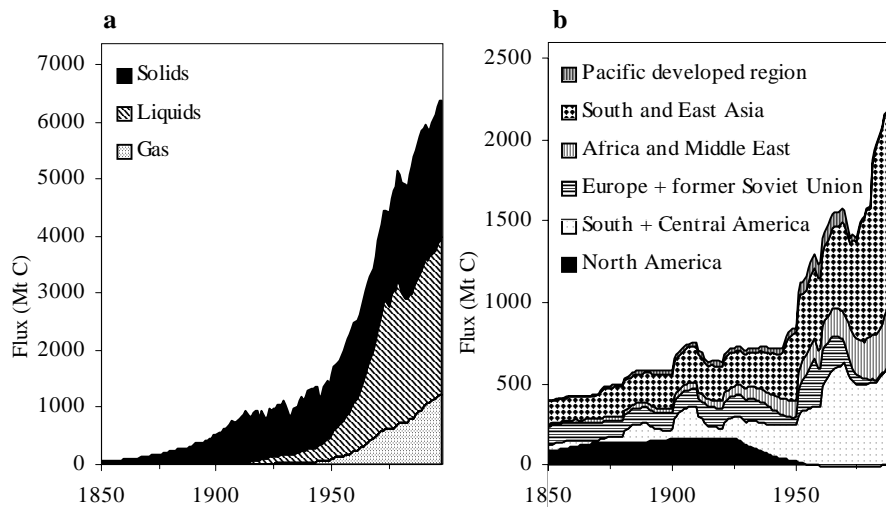 a
7000
6000
5000
4000
3000
2000
1000
0
Flux (Mt C)
Solids
Liquids
Gas
1850
1900
1950
b
2500
2000
1500
1000
500
0
Flux (Mt C)
Pacific developed region
South and East Asia
Africa and Middle East
Europe + former Soviet Union
South + Central America
North America
1850
1900
1950